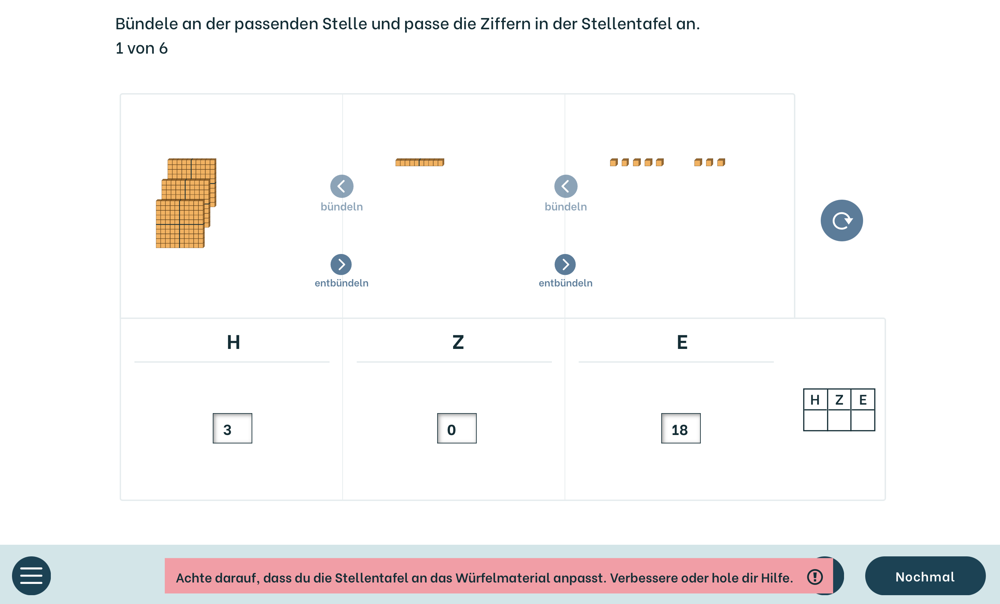 Bündele an der passenden Stelle und passe die Ziffern in der Stellentafel an.
1 von 6
bündeln bündeln
entbündeln entbündeln
H Z E
3 0 18
H Z E
Achte darauf, dass du die Stellentafel an das Würfelmaterial anpasst. Verbessere oder hole dir Hilfe.
Nochmal